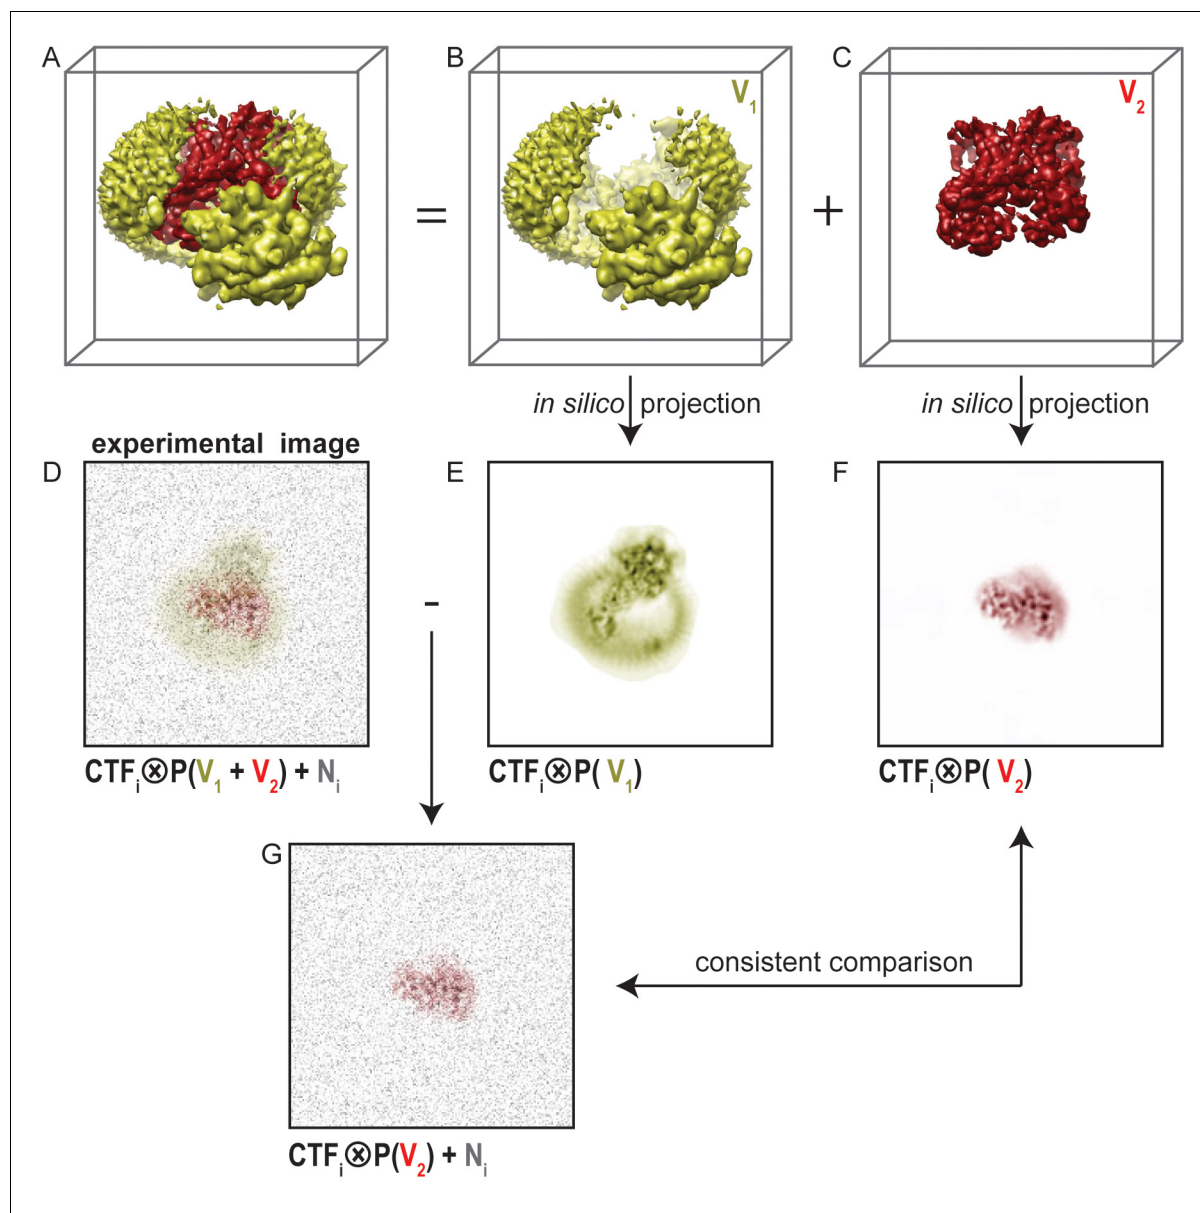 A
B
V₁
C
V₂
=
+
in silico projection
in silico projection
experimental image
D
E
F
-
CTFᵢ⊗P(V₁ + V₂) + Nᵢ
CTFᵢ⊗P( V₁)
CTFᵢ⊗P( V₂)
G
consistent comparison
CTFᵢ⊗P(V₂) + Nᵢ